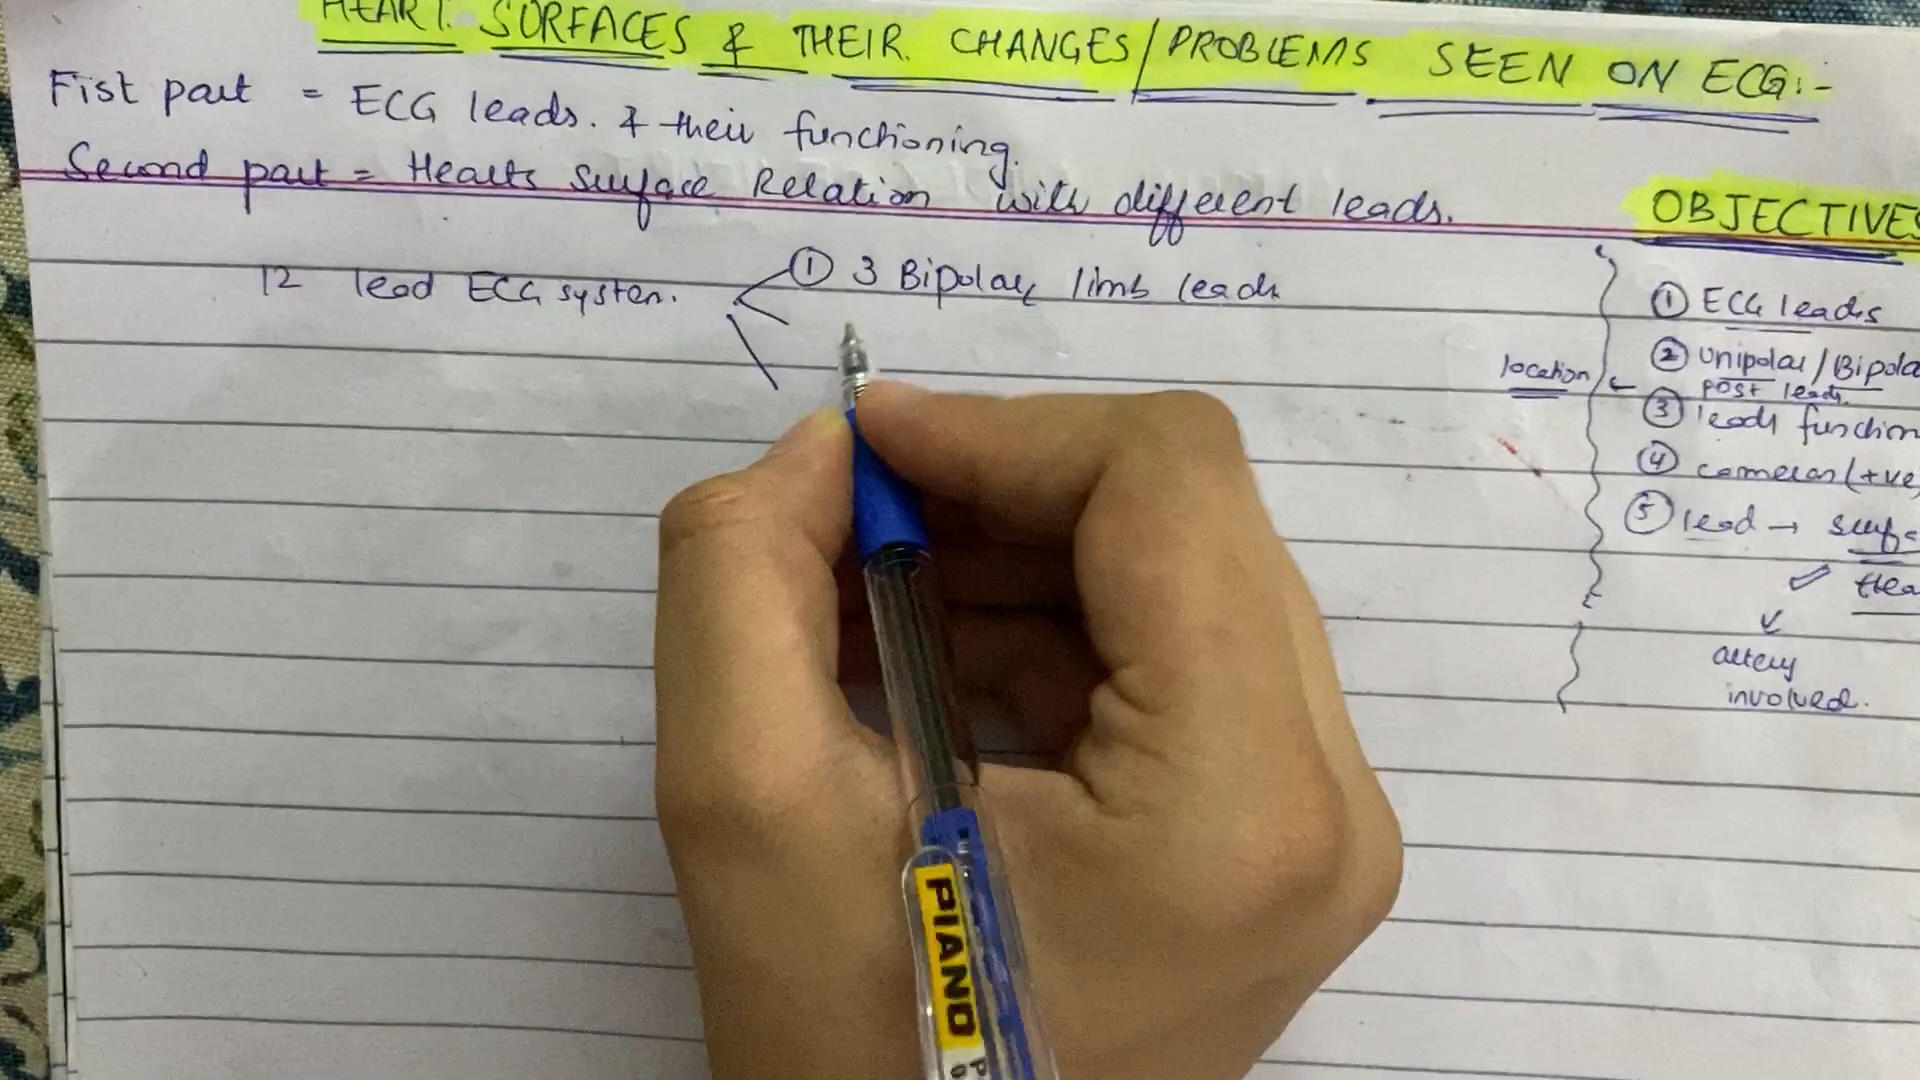 HEART SURFACES & THEIR CHANGES/PROBLEMS SEEN ON ECG:-
Fist part = ECG leads. & their functioning.
Second part = Hearts Surface Relation with different leads.
12 lead ECG system.
① 3 Bipolar limb leads
OBJECTIVES
① ECG leads
② Unipolar/Bipola
post leads.
location
③ leads function
④ cameras (+ve
⑤ lead → surfa
Hea
artery
involved.
PIANO